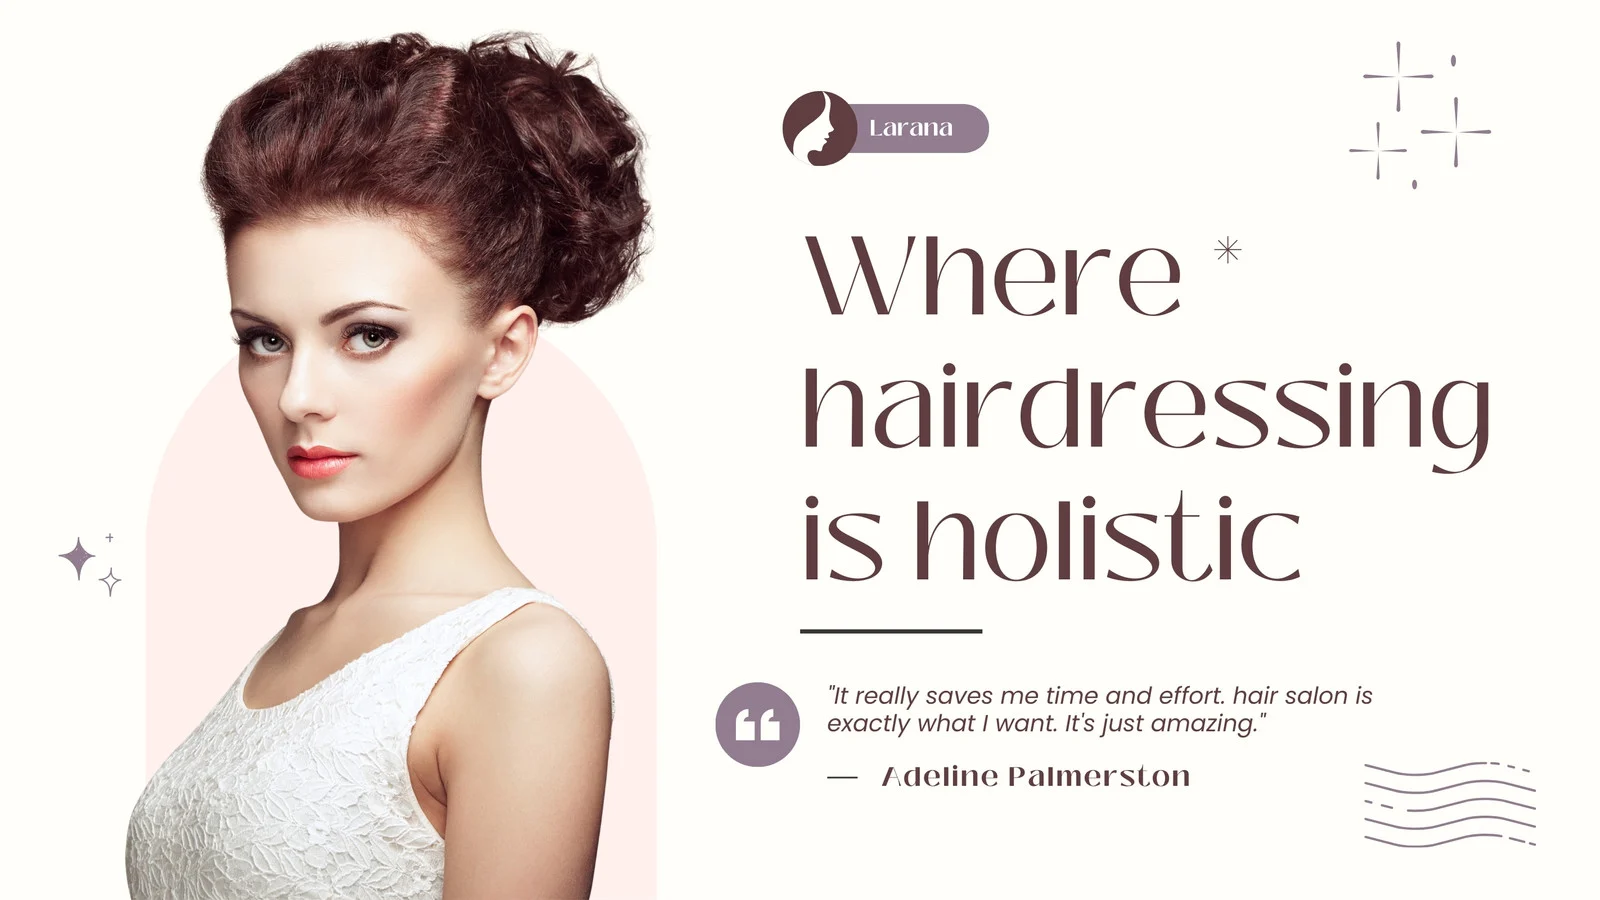 Larana
Where
hairdressing
is holistic
"It really saves me time and effort. hair salon is
exactly what I want. It's just amazing."
— Adeline Palmerston